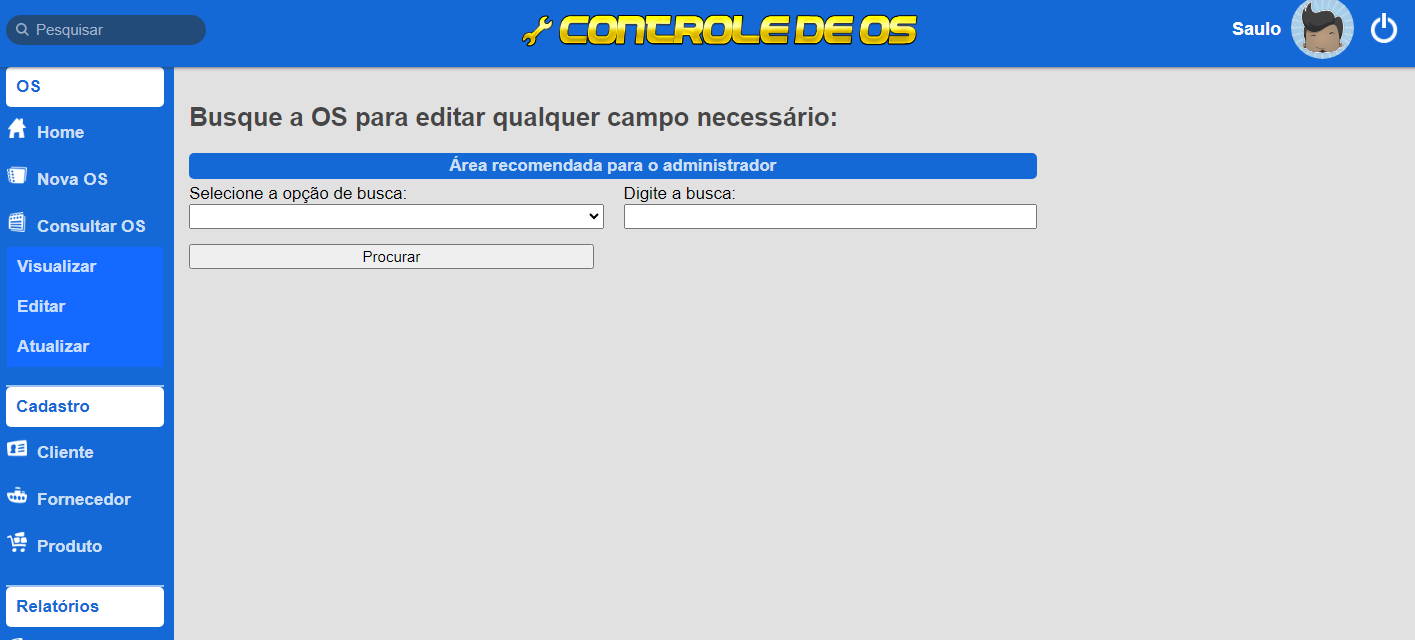 Pesquisar
CONTROLE DE OS
Saulo
OS
Home
Nova OS
Consultar OS
Visualizar
Editar
Atualizar
Cadastro
Cliente
Fornecedor
Produto
Relatórios
Busque a OS para editar qualquer campo necessário:
Área recomendada para o administrador
Selecione a opção de busca:
Digite a busca:
Procurar